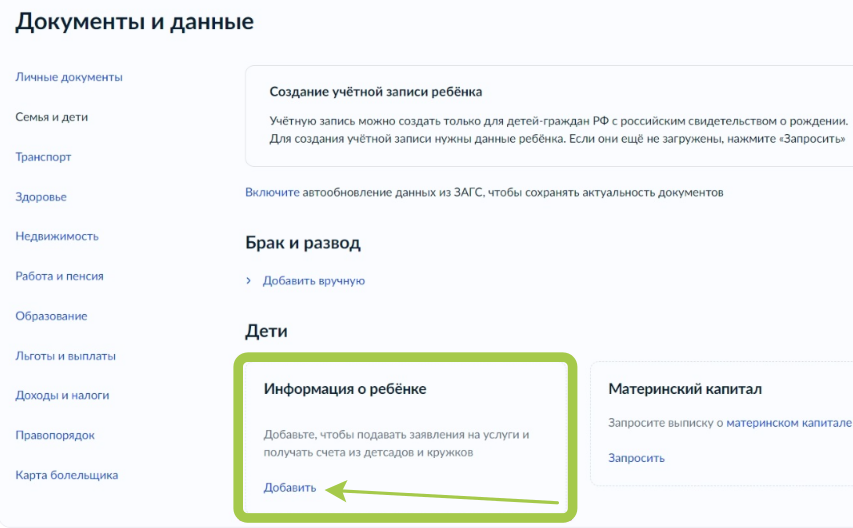 Документы и данные
Личные документы
Семья и дети
Транспорт
Здоровье
Недвижимость
Работа и пенсия
Образование
Льготы и выплаты
Доходы и налоги
Правопорядок
Карта болельщика
Создание учётной записи ребёнка
Учётную запись можно создать только для детей-граждан РФ с российским свидетельством о рождении.
Для создания учётной записи нужны данные ребёнка. Если они ещё не загружены, нажмите «Запросить»
Включите автообновление данных из ЗАГС, чтобы сохранять актуальность документов
Брак и развод
Добавить вручную
Дети
Информация о ребёнке
Добавьте, чтобы подавать заявления на услуги и
получать счета из детсадов и кружков
Добавить
Материнский капитал
Запросите выписку о материнском капитале
Запросить